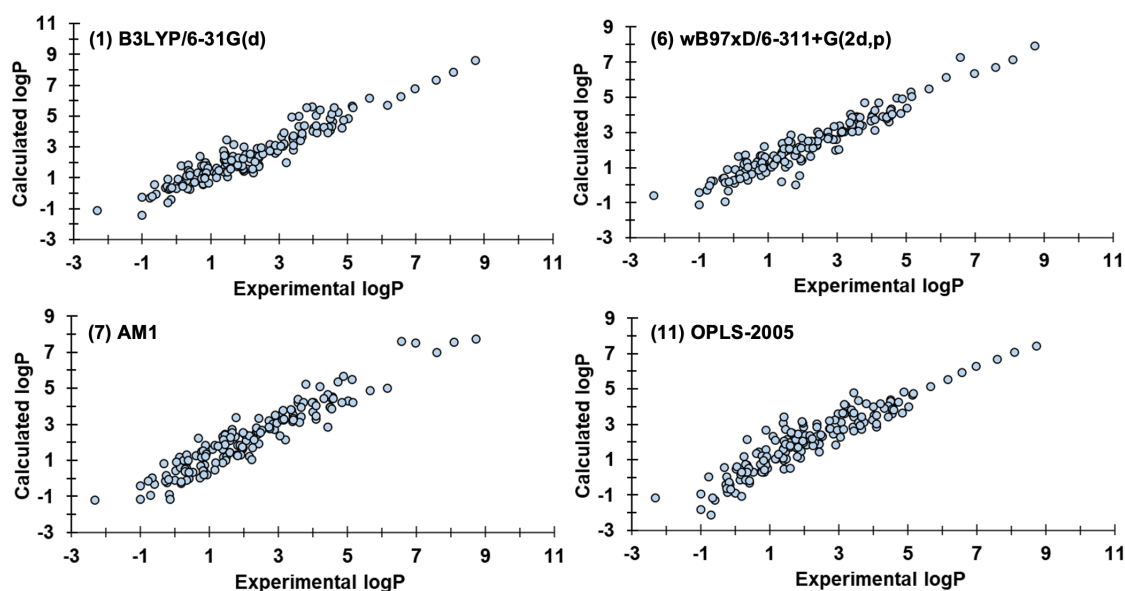 (1) B3LYP/6-31G(d)
Calculated logP
11
9
7
5
3
1
-1
-3
-3 -1 1 3 5 7 9 11
Experimental logP
(6) wB97xD/6-311+G(2d,p)
Calculated logP
9
7
5
3
1
-1
-3
-3 -1 1 3 5 7 9 11
Experimental logP
(7) AM1
Calculated logP
9
7
5
3
1
-1
-3
-3 -1 1 3 5 7 9 11
Experimental logP
(11) OPLS-2005
Calculated logP
9
7
5
3
1
-1
-3
-3 -1 1 3 5 7 9 11
Experimental logP